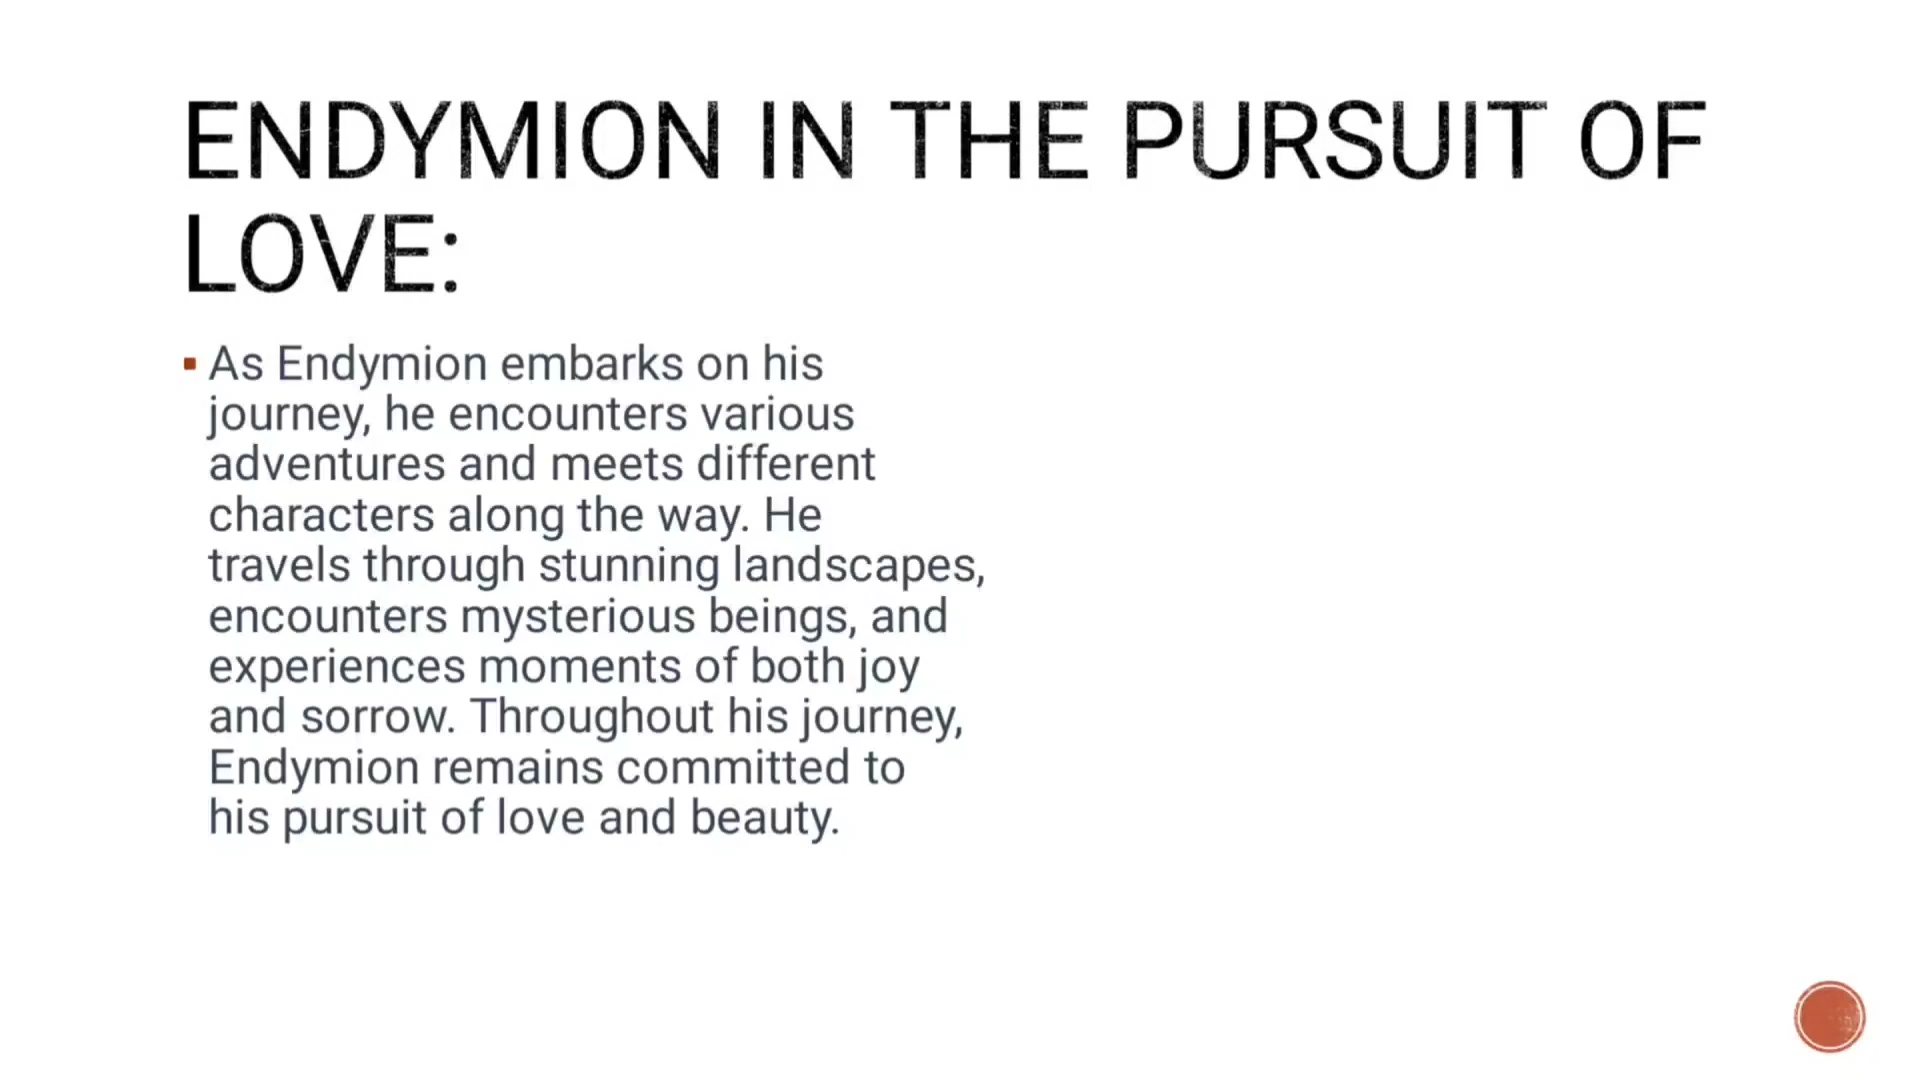 ENDYMION IN THE PURSUIT OF
LOVE:
As Endymion embarks on his
journey, he encounters various
adventures and meets different
characters along the way. He
travels through stunning landscapes,
encounters mysterious beings, and
experiences moments of both joy
and sorrow. Throughout his journey,
Endymion remains committed to
his pursuit of love and beauty.